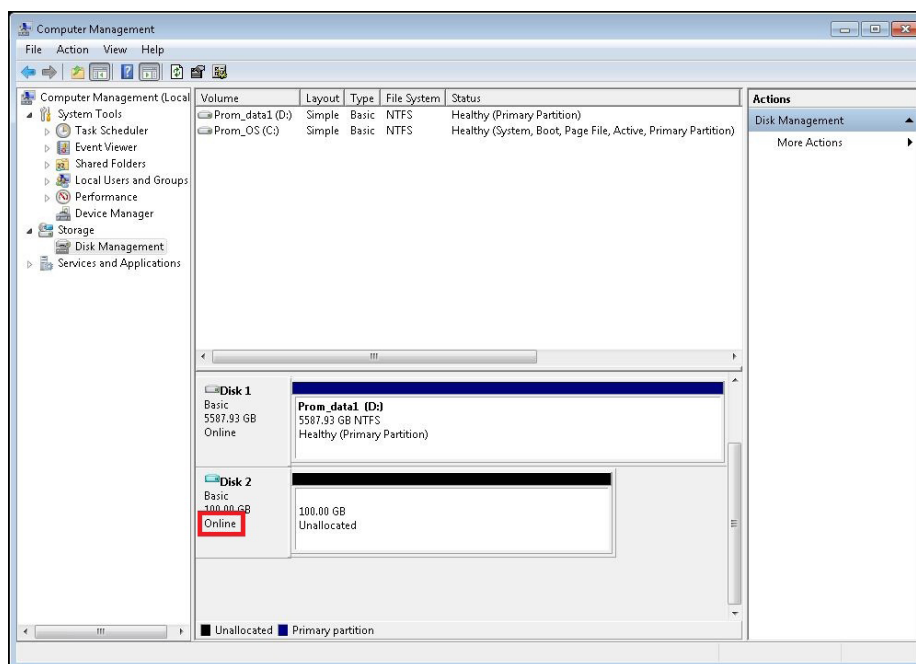 Computer Management
File Action View Help
Computer Management (Local
System Tools
Task Scheduler
Event Viewer
Shared Folders
Local Users and Groups
Performance
Device Manager
Storage
Disk Management
Services and Applications
Volume Layout Type File System Status
Prom_data1 (D:) Simple Basic NTFS Healthy (Primary Partition)
Prom_OS (C:) Simple Basic NTFS Healthy (System, Boot, Page File, Active, Primary Partition)
Disk 1
Basic
5587.93 GB
Online
Prom_data1 (D:)
5587.93 GB NTFS
Healthy (Primary Partition)
Disk 2
Basic
100.00 GB
Online
100.00 GB
Unallocated
Unallocated Primary partition
Actions
Disk Management
More Actions